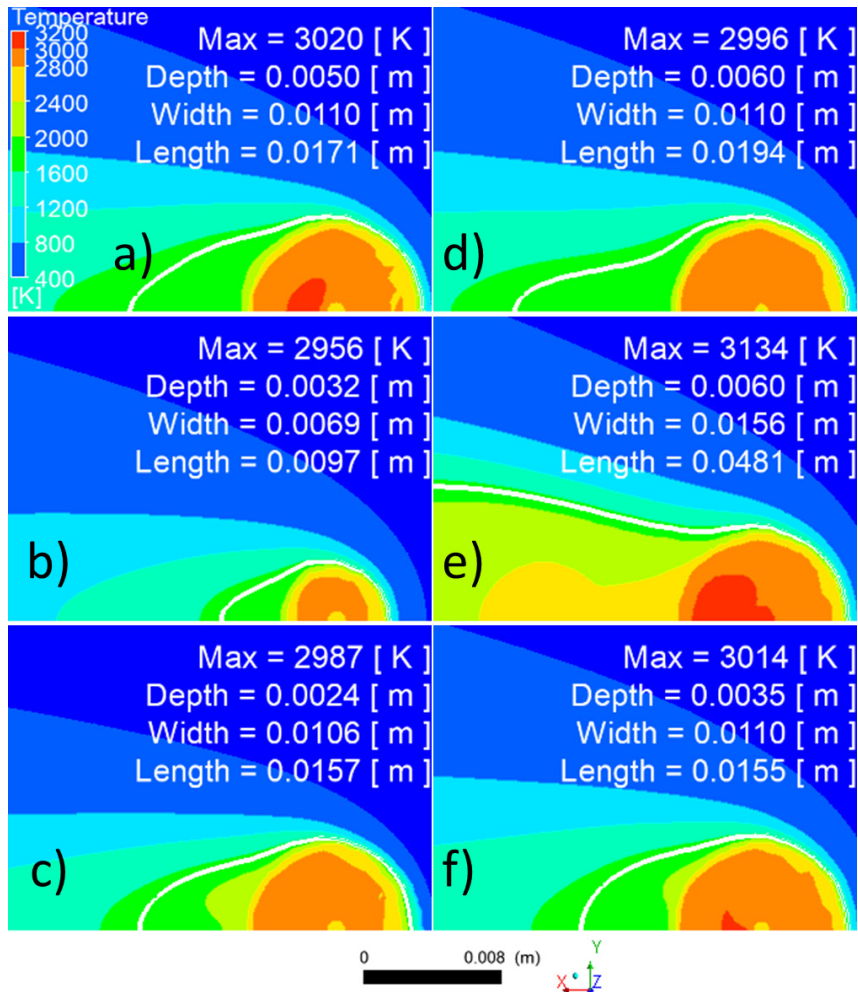 Temperature
3200
3000
2800
2400
2000
1600
1200
800
400
[K]
Max = 3020 [ K ]
Depth = 0.0050 [ m ]
Width = 0.0110 [ m ]
Length = 0.0171 [ m ]
a)
Max = 2996 [ K ]
Depth = 0.0060 [ m ]
Width = 0.0110 [ m ]
Length = 0.0194 [ m ]
d)
Max = 2956 [ K ]
Depth = 0.0032 [ m ]
Width = 0.0069 [ m ]
Length = 0.0097 [ m ]
b)
Max = 3134 [ K ]
Depth = 0.0060 [ m ]
Width = 0.0156 [ m ]
Length = 0.0481 [ m ]
e)
Max = 2987 [ K ]
Depth = 0.0024 [ m ]
Width = 0.0106 [ m ]
Length = 0.0157 [ m ]
c)
Max = 3014 [ K ]
Depth = 0.0035 [ m ]
Width = 0.0110 [ m ]
Length = 0.0155 [ m ]
f)
0 0.008 (m)
Y
X Z